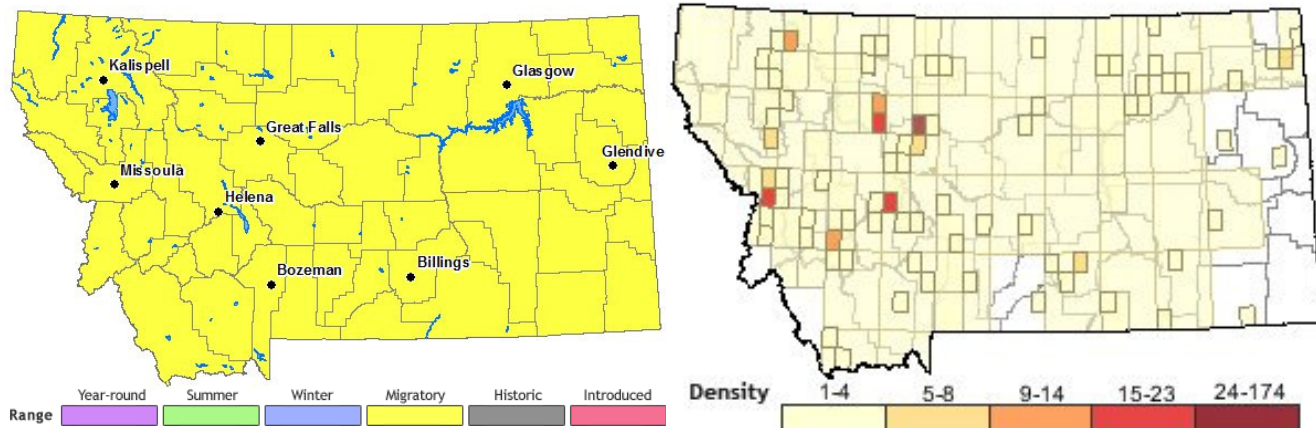 Kalispell
Glasgow
Great Falls
Glendive
Missoula
Helena
Bozeman
Billings
Year-round Summer Winter Migratory Historic Introduced
Range
Density 1-4 5-8 9-14 15-23 24-174